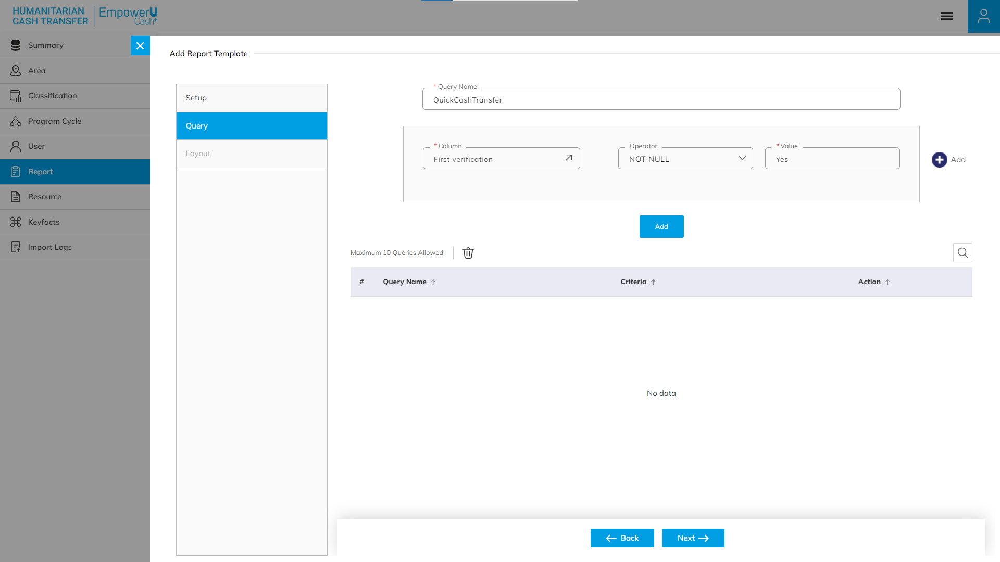 HUMANITARIAN
CASH TRANSFER
EmpowerU
Cash+
Summary
Area
Classification
Program Cycle
User
Report
Resource
Keyfacts
Import Logs
Add Report Template
Setup
Query
Layout
* Query Name
QuickCashTransfer
* Column
First verification
Operator
NOT NULL
* Value
Yes
Add
Add
Maximum 10 Queries Allowed
# Query Name Criteria Action
No data
Back
Next